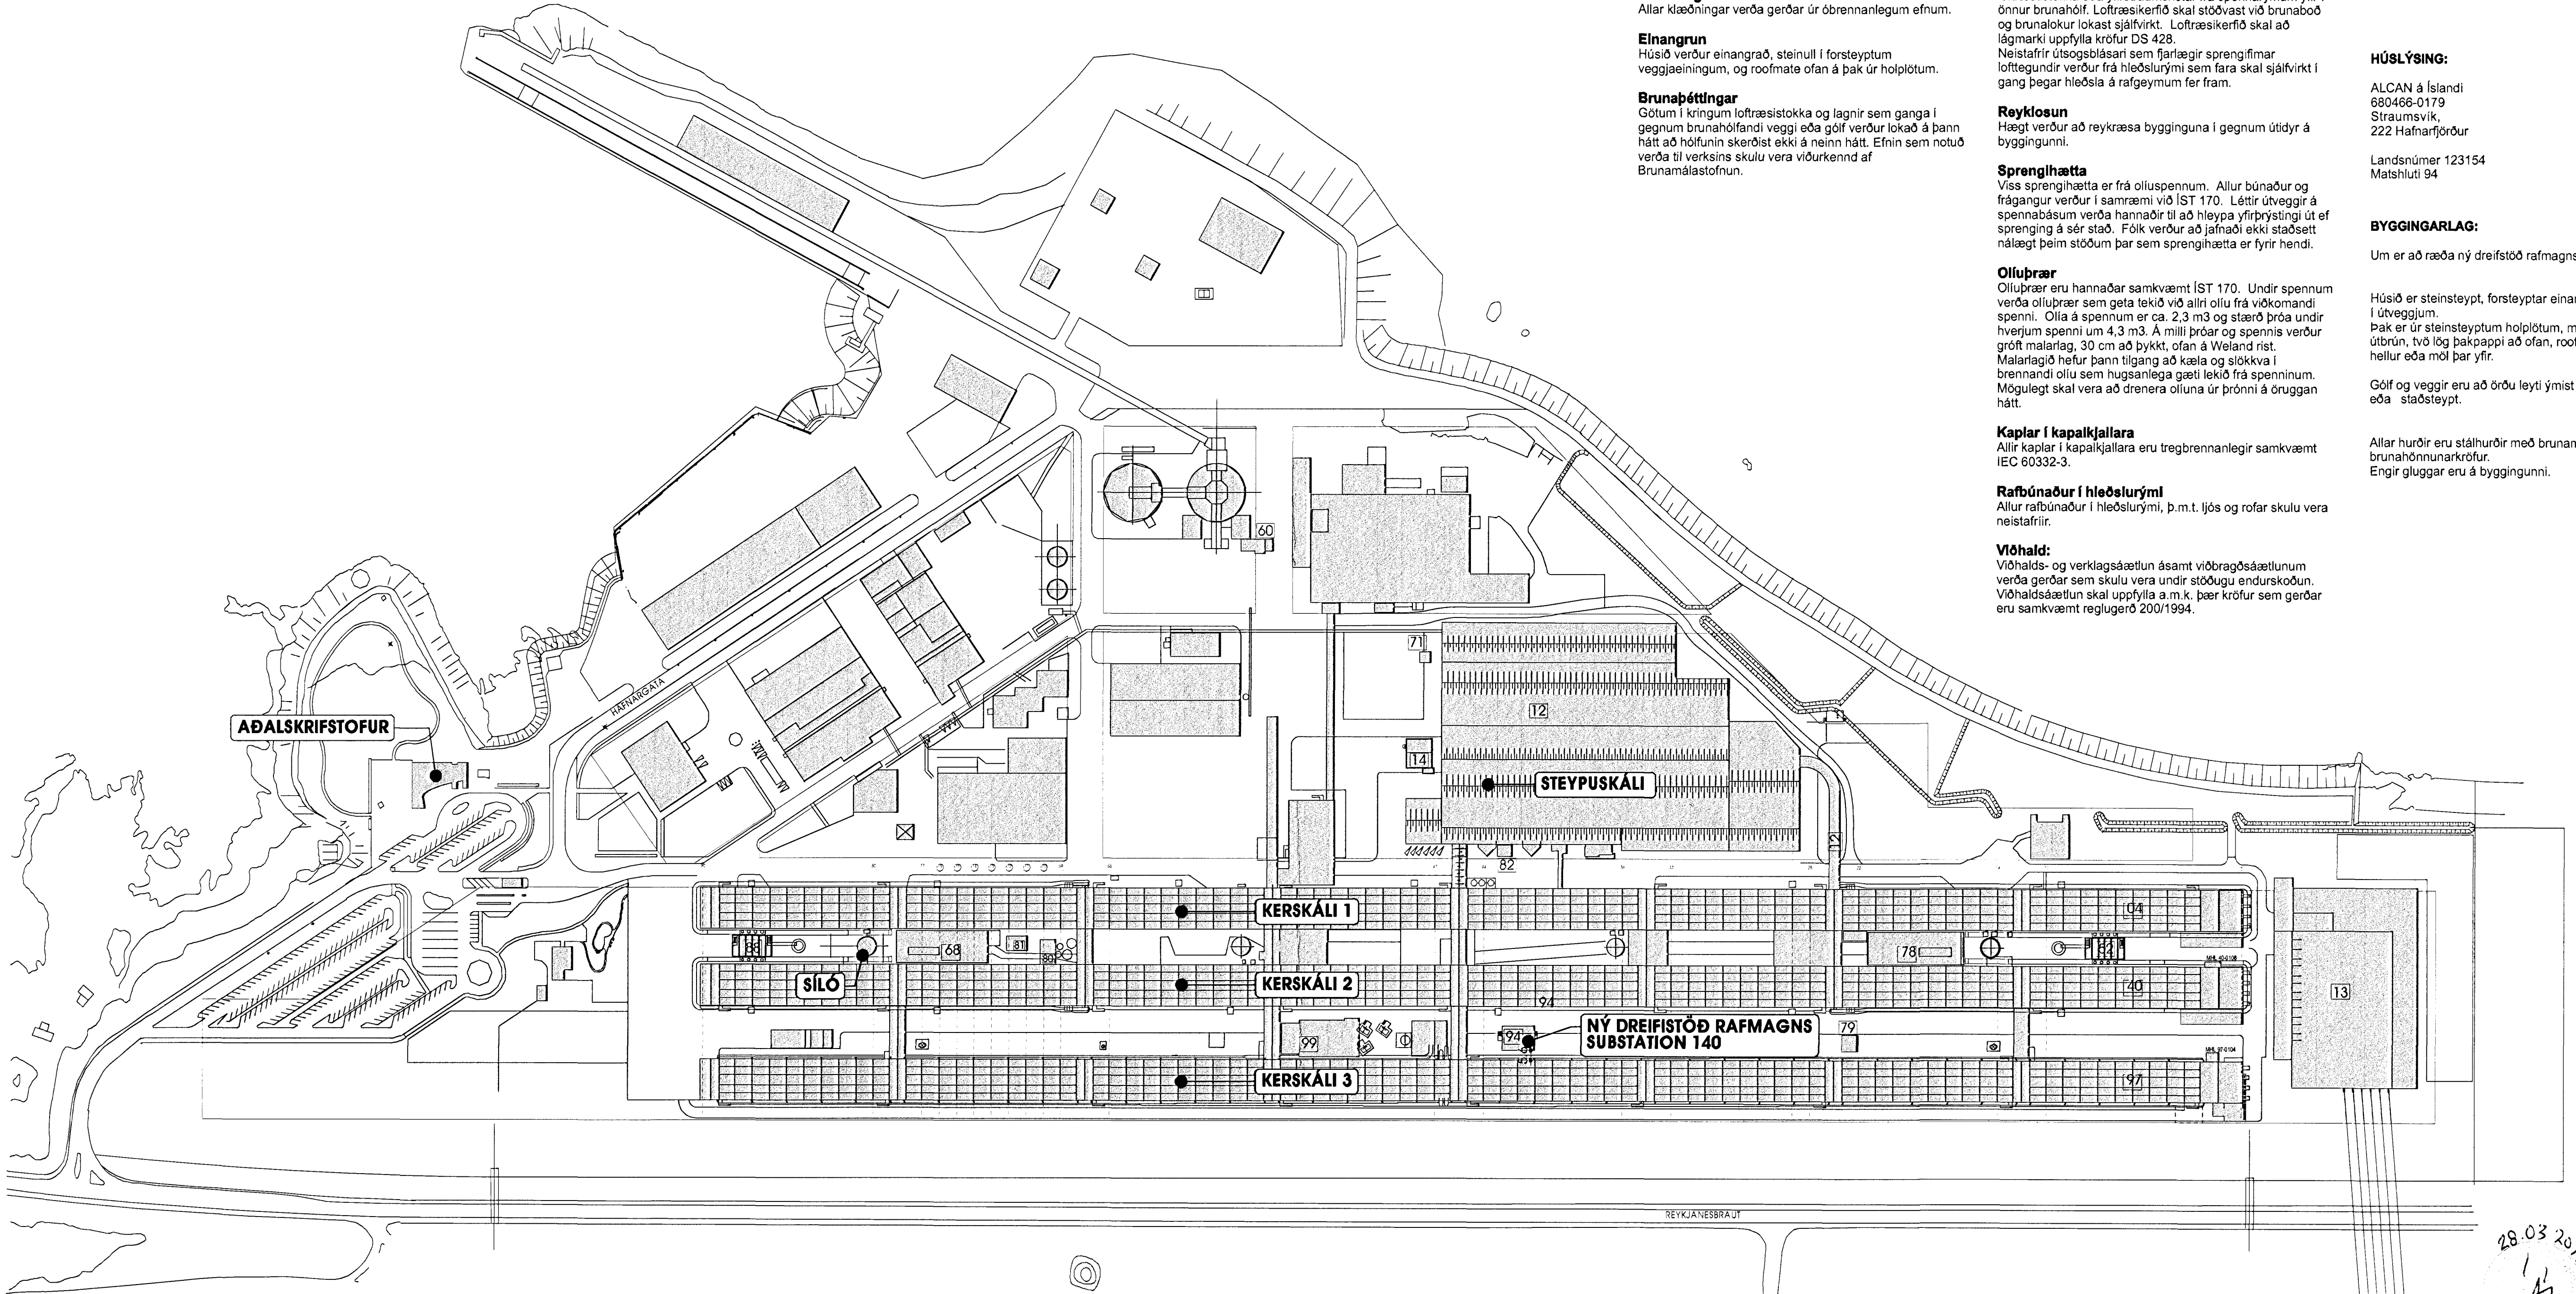 Allar klæðningar verða gerðar úr óbrennanlegum efnum.
Einangrun
Húsið verður einangrað, steinull í forsteyptum
veggjaeiningum, og roofmate ofan á þak úr holplötum.
Brunaþéttingar
Götum í kringum loftræsistokka og lagnir sem ganga í
gegnum brunahólfandi veggi eða gólf verður lokað á þann
hátt að hólfunin skerðist ekki á neinn hátt. Efnin sem notuð
verða til verksins skulu vera viðurkennd af
Brunamálastofnun.
önnur brunahólf. Loftræsikerfið skal stöðvast við brunaboð
og brunalokur lokast sjálfvirkt. Loftræsikerfið skal að
lágmarki uppfylla kröfur DS 428.
Neistafrír útsogsblásari sem fjarlægir sprengifimar
lofttegundir verður frá hleðslurými sem fara skal sjálfvirkt í
gang þegar hleðsla á rafgeymum fer fram.
Reyklosun
Hægt verður að reykræsa bygginguna í gegnum útidyr á
byggingunni.
Sprengihætta
Viss sprengihætta er frá olíuspennum. Allur búnaður og
frágangur verður í samræmi við ÍST 170. Léttir útveggir á
spennabásum verða hannaðir til að hleypa yfirþrýstingi út ef
sprenging á sér stað. Fólk verður að jafnaði ekki staðsett
nálægt þeim stöðum þar sem sprengihætta er fyrir hendi.
Olíuþrær
Olíuþrær eru hannaðar samkvæmt ÍST 170. Undir spennum
verða olíuþrær sem geta tekið við allri olíu frá viðkomandi
spenni. Olía á spennum er ca. 2,3 m3 og stærð þróa undir
hverjum spenni um 4,3 m3. Á milli þróar og spennis verður
gróft malarlag, 30 cm að þykkt, ofan á Weland rist.
Malarlagið hefur þann tilgang að kæla og slökkva í
brennandi olíu sem hugsanlega gæti lekið frá spenninum.
Mögulegt skal vera að drenera olíuna úr þrónni á öruggan
hátt.
Kaplar í kapalkjallara
Allir kaplar í kapalkjallara eru tregbrennanlegir samkvæmt
IEC 60332-3.
Rafbúnaður í hleðslurými
Allur rafbúnaður í hleðslurými, þ.m.t. ljós og rofar skulu vera
neistafríir.
Viðhald:
Viðhalds- og verklagsáætlun ásamt viðbragðsáætlunum
verða gerðar sem skulu vera undir stöðugu endurskoðun.
Viðhaldsáætlun skal uppfylla a.m.k. þær kröfur sem gerðar
eru samkvæmt reglugerð 200/1994.
HÚSLÝSING:
ALCAN á Íslandi
680466-0179
Straumsvík,
222 Hafnarfjörður
Landsnúmer 123154
Matshluti 94
BYGGINGARLAG:
Um er að ræða ný dreifstöð rafmagns
Húsið er steinsteypt, forsteyptar einan
í útveggjum.
Þak er úr steinsteyptum holplötum, m
útbrún, tvö lög þakpappi að ofan, roof
hellur eða möl þar yfir.
Gólf og veggir eru að örðu leyti ýmist
eða staðsteypt.
Allar hurðir eru stálhurðir með brunan
brunahönnunarkröfur.
Engir gluggar eru á byggingunni.
60
71
HAFNARGATA
12
AÐALSKRIFSTOFUR
14
STEYPUSKÁLI
12
82
KERSKÁLI 1
04
88
68
81
80
78
MHL 40-0108
SÍLÓ
KERSKÁLI 2
40
13
94
NÝ DREIFISTÖÐ RAFMAGNS
SUBSTATION 140
94
99
79
MHL 97-0104
KERSKÁLI 3
97
REYKJANESBRAUT
28.03 20